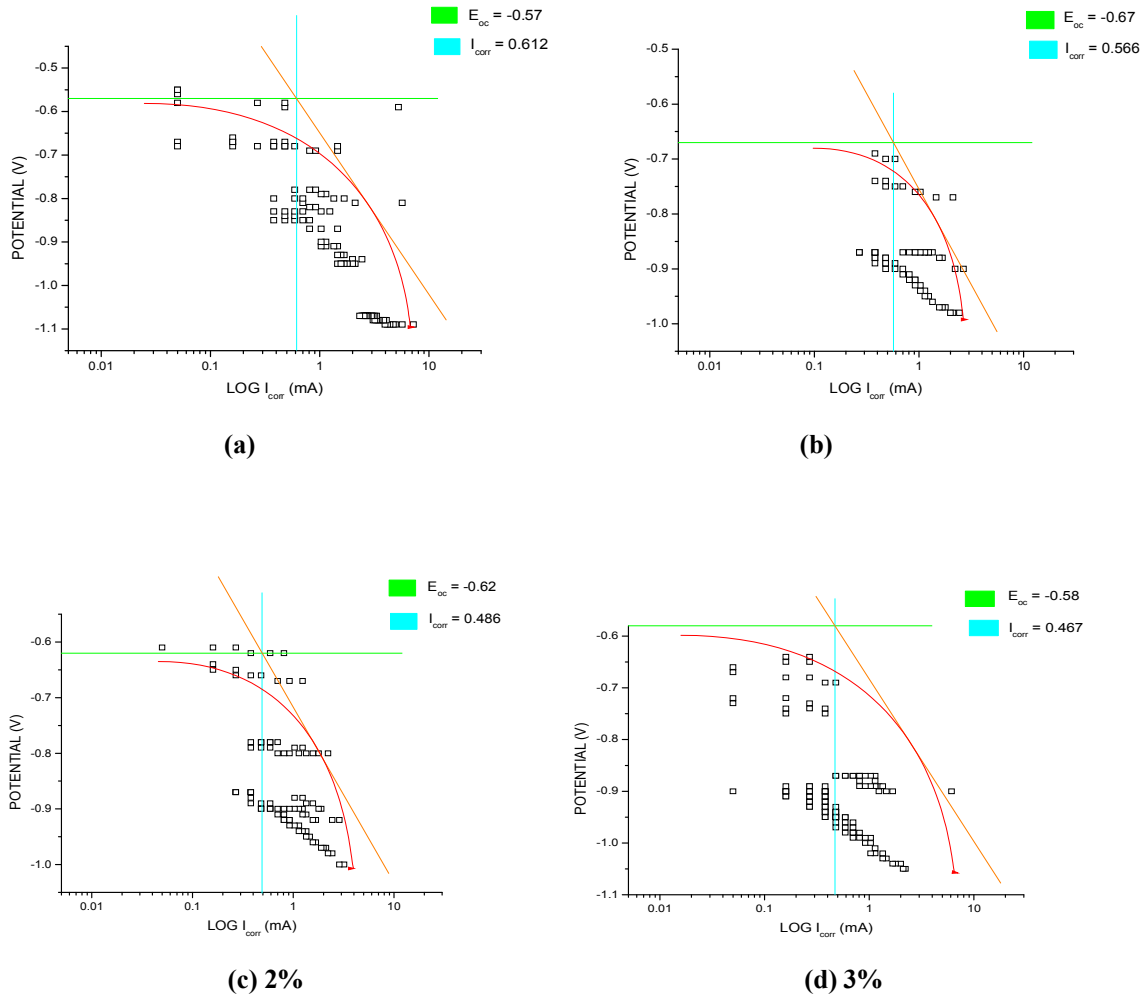 E_oc = -0.57
I_corr = 0.612
-0.5
-0.6
-0.7
-0.8
-0.9
-1.0
-1.1
POTENTIAL (V)
0.01 0.1 1 10
LOG I_corr (mA)
(a)
E_oc = -0.67
I_corr = 0.566
-0.5
-0.6
-0.7
-0.8
-0.9
-1.0
POTENTIAL (V)
0.01 0.1 1 10
LOG I_corr (mA)
(b)
E_oc = -0.62
I_corr = 0.486
-0.6
-0.7
-0.8
-0.9
-1.0
POTENTIAL (V)
0.01 0.1 1 10
LOG I_corr (mA)
(c) 2%
E_oc = -0.58
I_corr = 0.467
-0.6
-0.7
-0.8
-0.9
-1.0
-1.1
POTENTIAL (V)
0.01 0.1 1 10
LOG I_corr (mA)
(d) 3%